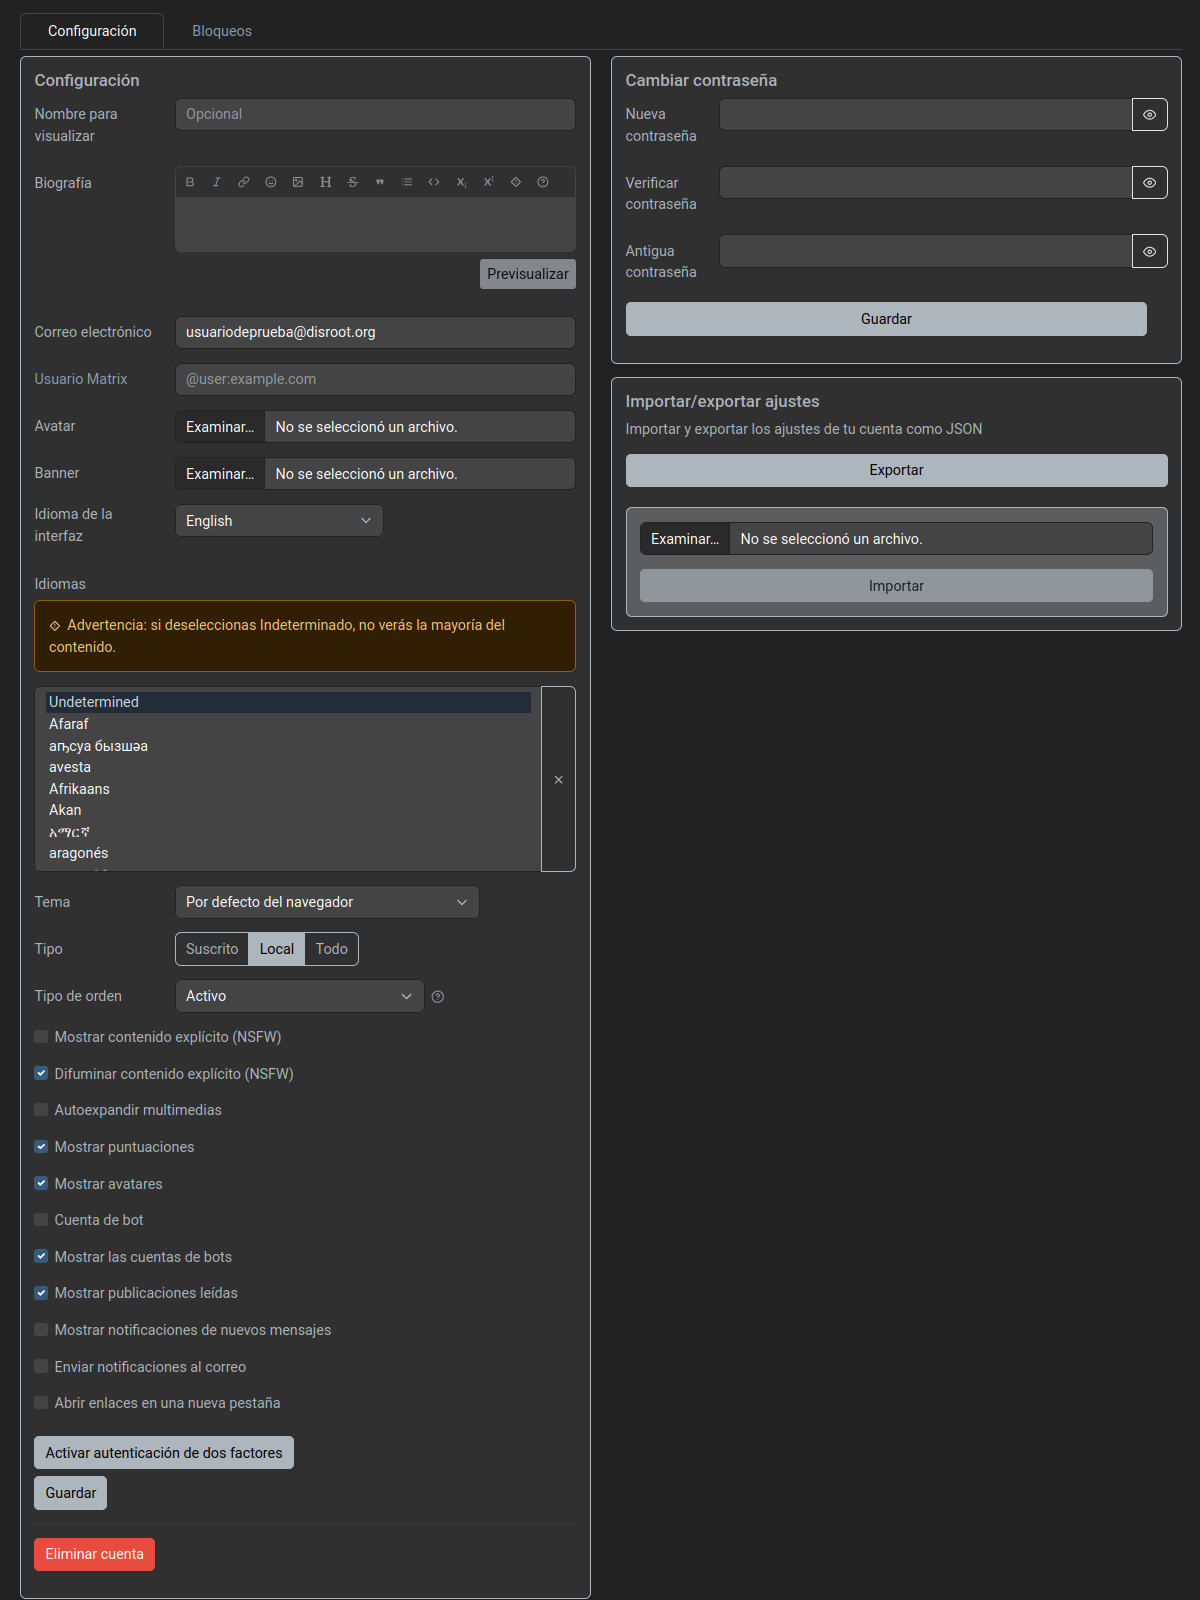 Configuración
Bloqueos
Configuración
Nombre para
visualizar
Opcional
Biografía
Previsualizar
Correo electrónico
usuariodeprueba@disroot.org
Usuario Matrix
@user:example.com
Avatar
Examinar...
No se seleccionó un archivo.
Banner
Examinar...
No se seleccionó un archivo.
Idioma de la
interfaz
English
Idiomas
Advertencia: si deseleccionas Indeterminado, no verás la mayoría del
contenido.
Undetermined
Afaraf
аҧсуа бызшәа
avesta
Afrikaans
Akan
አማርኛ
aragonés
Tema
Por defecto del navegador
Tipo
Suscrito
Local
Todo
Tipo de orden
Activo
Mostrar contenido explícito (NSFW)
Difuminar contenido explícito (NSFW)
Autoexpandir multimedias
Mostrar puntuaciones
Mostrar avatares
Cuenta de bot
Mostrar las cuentas de bots
Mostrar publicaciones leídas
Mostrar notificaciones de nuevos mensajes
Enviar notificaciones al correo
Abrir enlaces en una nueva pestaña
Activar autenticación de dos factores
Guardar
Eliminar cuenta
Cambiar contraseña
Nueva
contraseña
Verificar
contraseña
Antigua
contraseña
Guardar
Importar/exportar ajustes
Importar y exportar los ajustes de tu cuenta como JSON
Exportar
Examinar...
No se seleccionó un archivo.
Importar